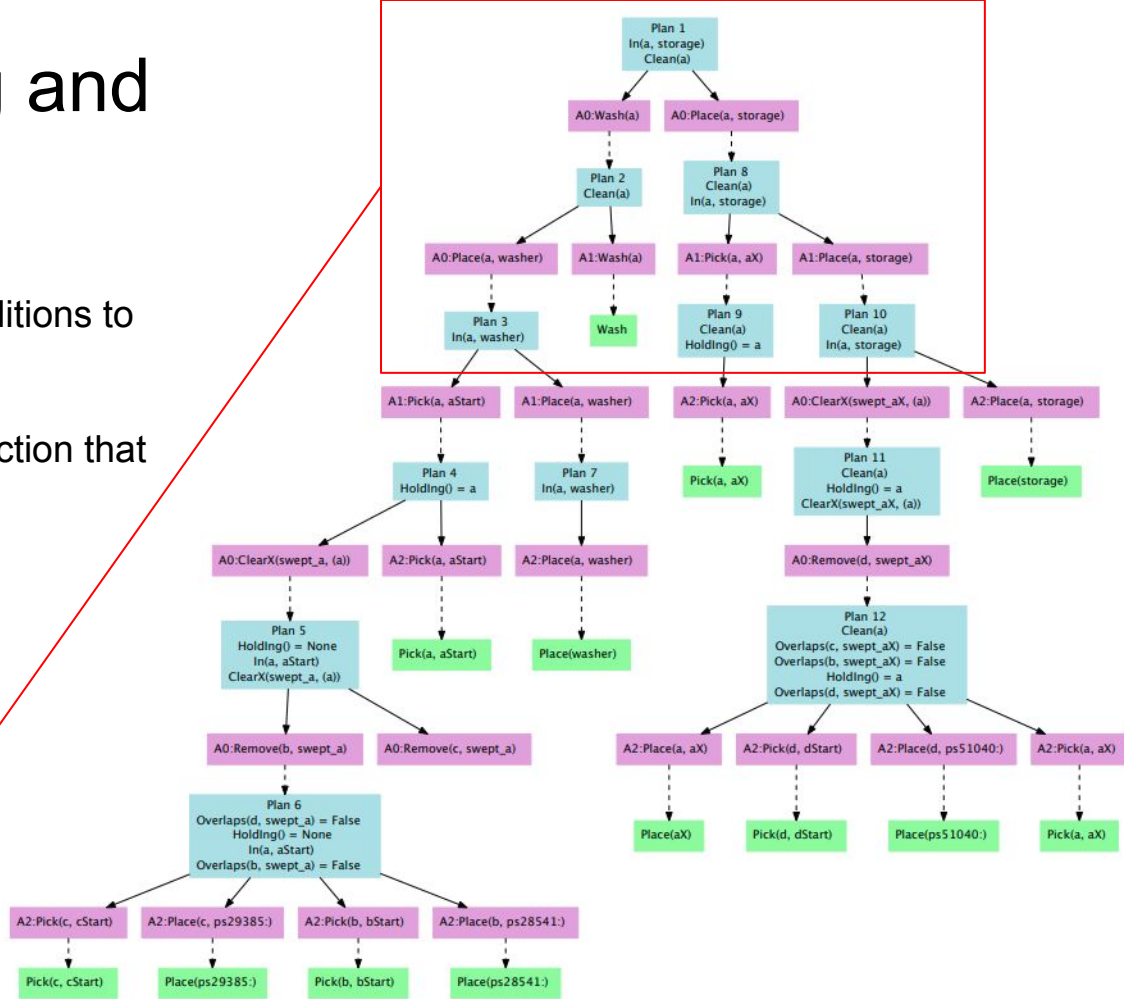 g and
ditions to
ction that
Plan 1
In(a, storage)
Clean(a)
A0:Wash(a)
A0:Place(a, storage)
Plan 2
Clean(a)
Plan 8
Clean(a)
In(a, storage)
A0:Place(a, washer)
A1:Wash(a)
A1:Pick(a, aX)
A1:Place(a, storage)
Plan 3
In(a, washer)
Wash
Plan 9
Clean(a)
HoldIng() = a
Plan 10
Clean(a)
In(a, storage)
A1:Pick(a, aStart)
A1:Place(a, washer)
A2:Pick(a, aX)
A0:ClearX(swept_aX, (a))
A2:Place(a, storage)
Plan 4
HoldIng() = a
Plan 7
In(a, washer)
Pick(a, aX)
Plan 11
Clean(a)
HoldIng() = a
ClearX(swept_aX, (a))
Place(storage)
A0:ClearX(swept_a, (a))
A2:Pick(a, aStart)
A2:Place(a, washer)
A0:Remove(d, swept_aX)
Plan 5
HoldIng() = None
In(a, aStart)
ClearX(swept_a, (a))
Pick(a, aStart)
Place(washer)
Plan 12
Clean(a)
Overlaps(c, swept_aX) = False
Overlaps(b, swept_aX) = False
HoldIng() = a
Overlaps(d, swept_aX) = False
A0:Remove(b, swept_a)
A0:Remove(c, swept_a)
A2:Place(a, aX)
A2:Pick(d, dStart)
A2:Place(d, ps51040:)
A2:Pick(a, aX)
Plan 6
Overlaps(d, swept_a) = False
HoldIng() = None
In(a, aStart)
Overlaps(b, swept_a) = False
Place(aX)
Pick(d, dStart)
Place(ps51040:)
Pick(a, aX)
A2:Pick(c, cStart)
A2:Place(c, ps29385:)
A2:Pick(b, bStart)
A2:Place(b, ps28541:)
Pick(c, cStart)
Place(ps29385:)
Pick(b, bStart)
Place(ps28541:)